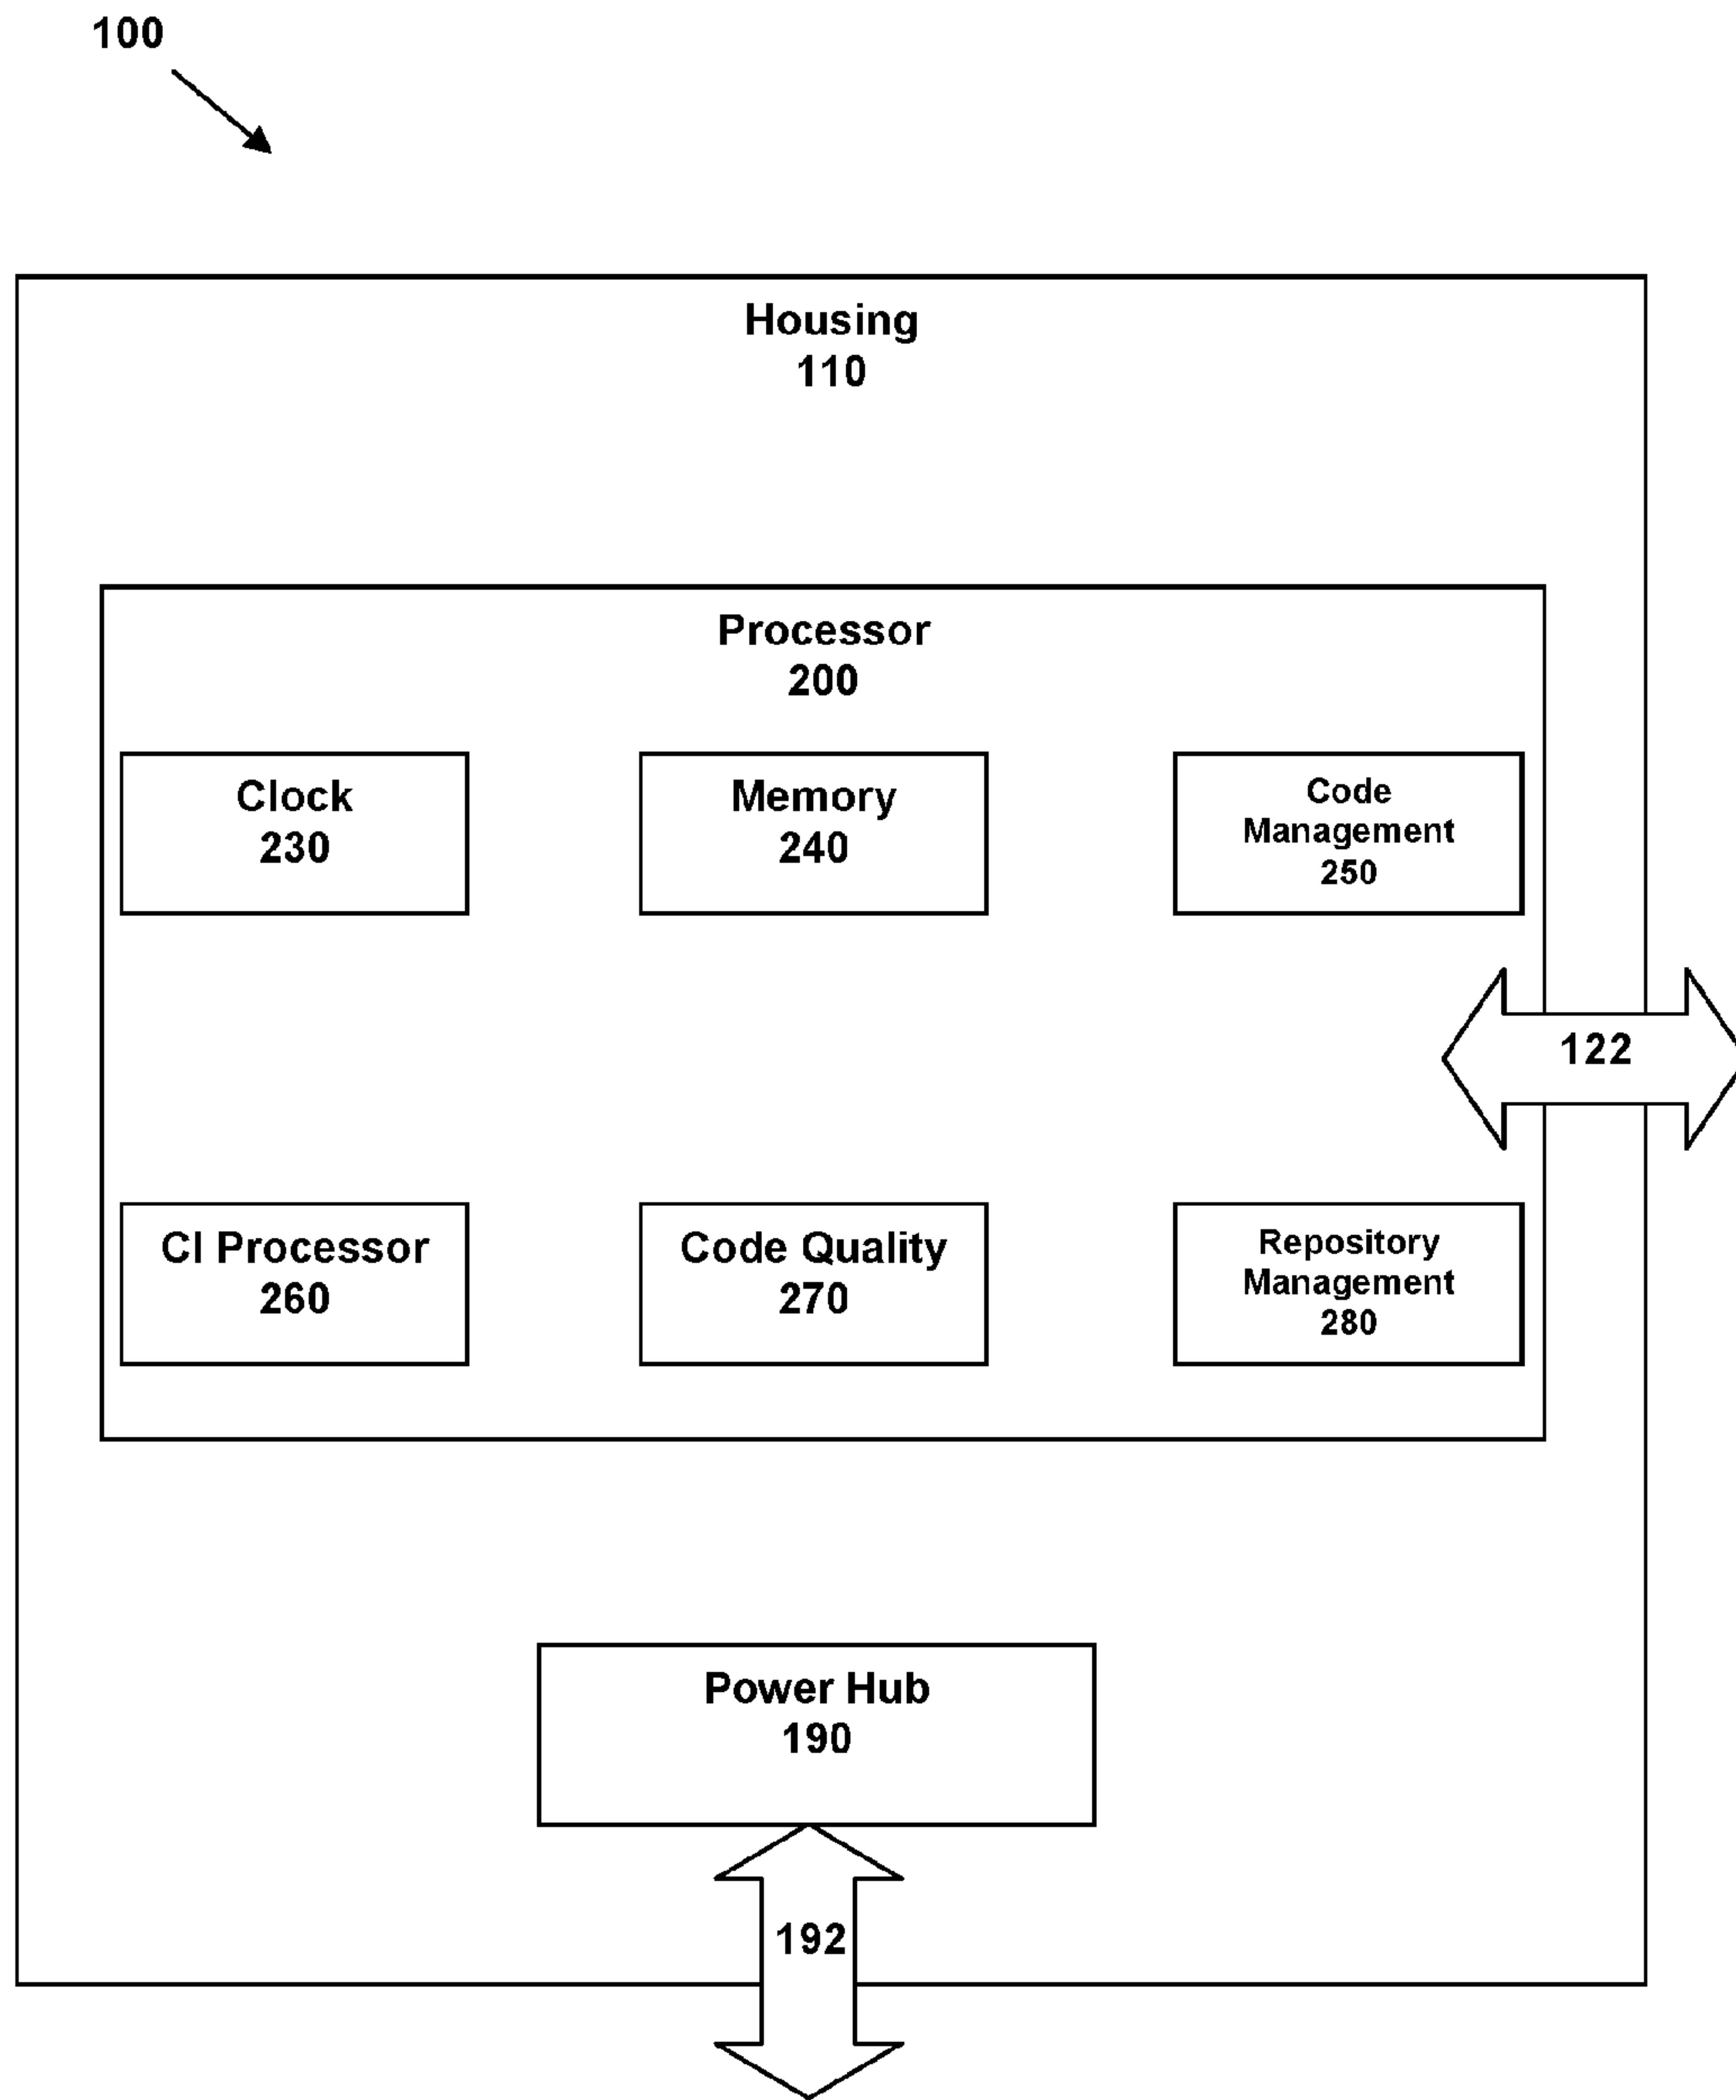 100
Housing
110
Processor
200
Clock
230
Memory
240
Code
Management
250
122
CI Processor
260
Code Quality
270
Repository
Management
280
Power Hub
190
192